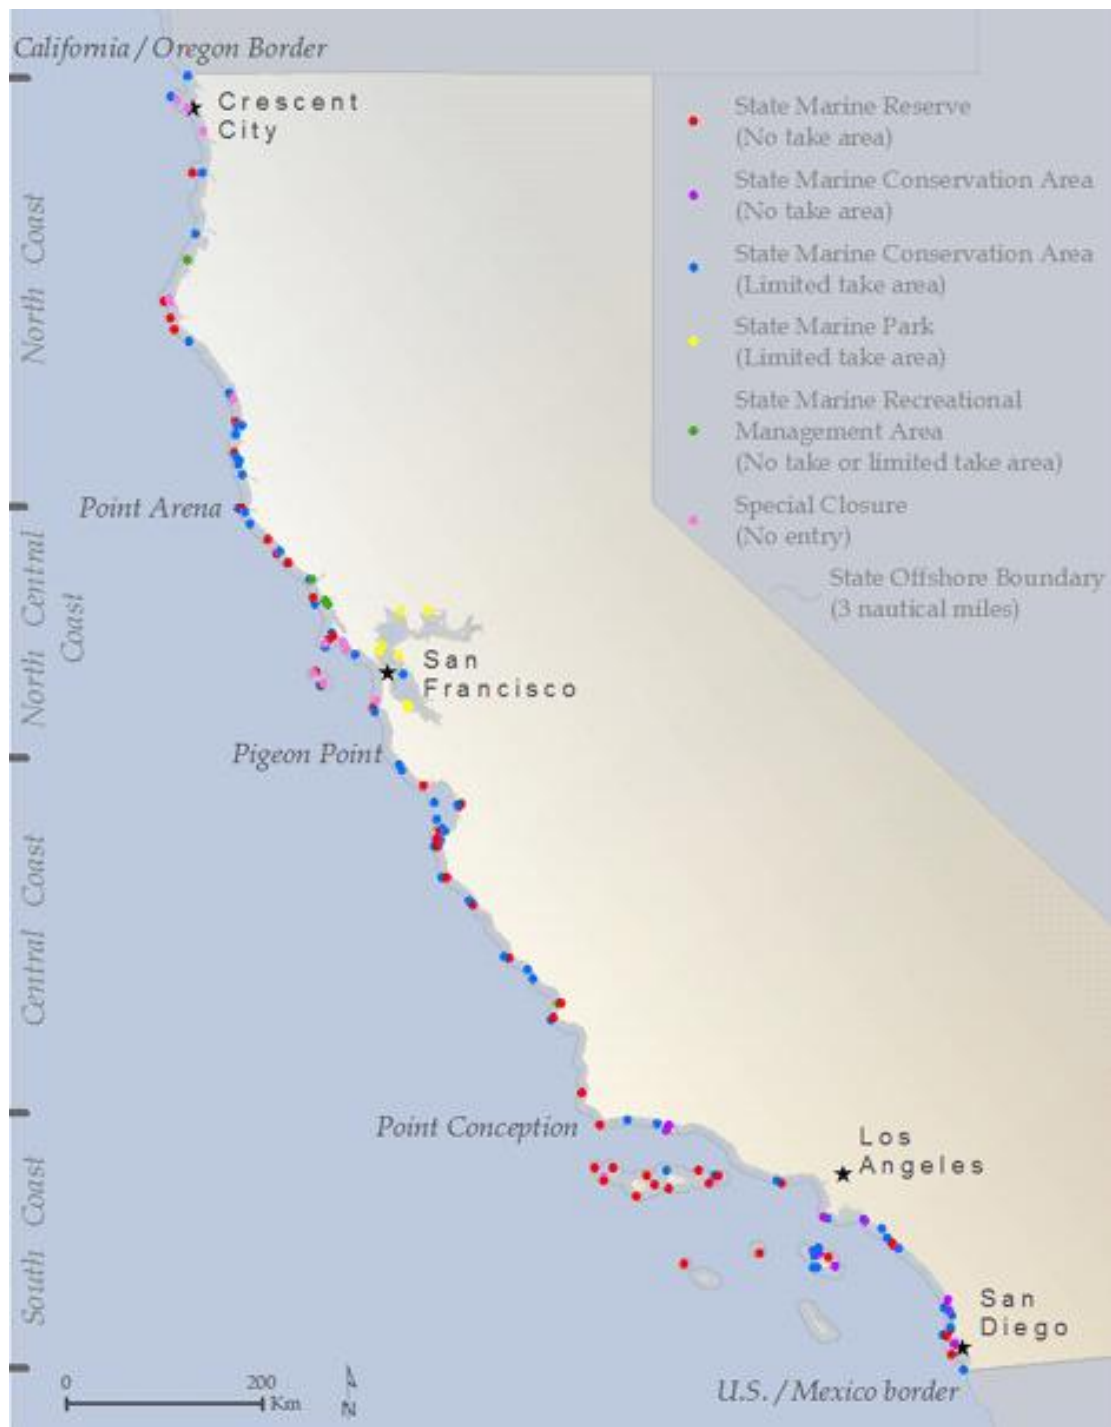 California / Oregon Border
Crescent
City
State Marine Reserve
(No take area)
State Marine Conservation Area
(No take area)
State Marine Conservation Area
(Limited take area)
State Marine Park
(Limited take area)
State Marine Recreational
Management Area
(No take or limited take area)
Special Closure
(No entry)
State Offshore Boundary
(3 nautical miles)
North Coast
Point Arena
North Central
Coast
San
Francisco
Pigeon Point
Central Coast
Point Conception
Los
Angeles
South Coast
San
Diego
U.S. / Mexico border
0 200
Km
N